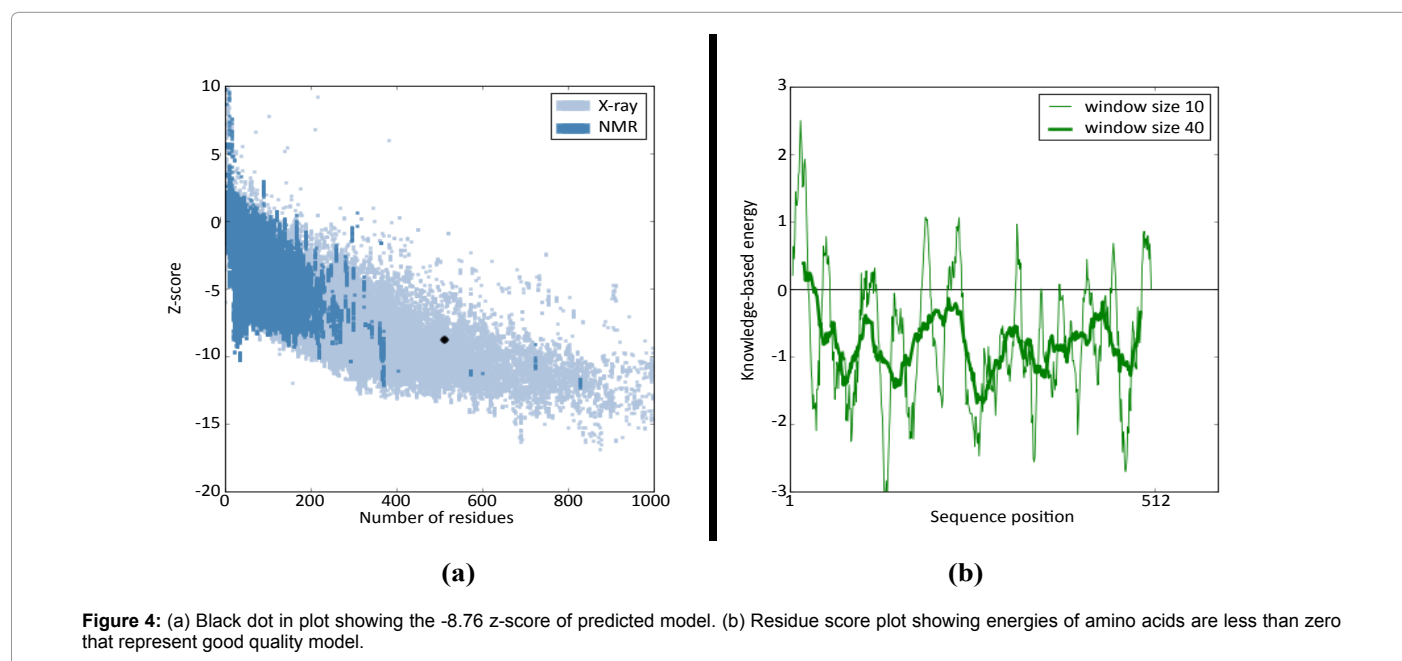 10
5
0
-5
-10
-15
-20
Z-score
X-ray
NMR
0 200 400 600 800 1000
Number of residues
(a)
3
2
1
0
-1
-2
-3
Knowledge-based energy
window size 10
window size 40
1 512
Sequence position
(b)
Figure 4: (a) Black dot in plot showing the -8.76 z-score of predicted model. (b) Residue score plot showing energies of amino acids are less than zero
that represent good quality model.